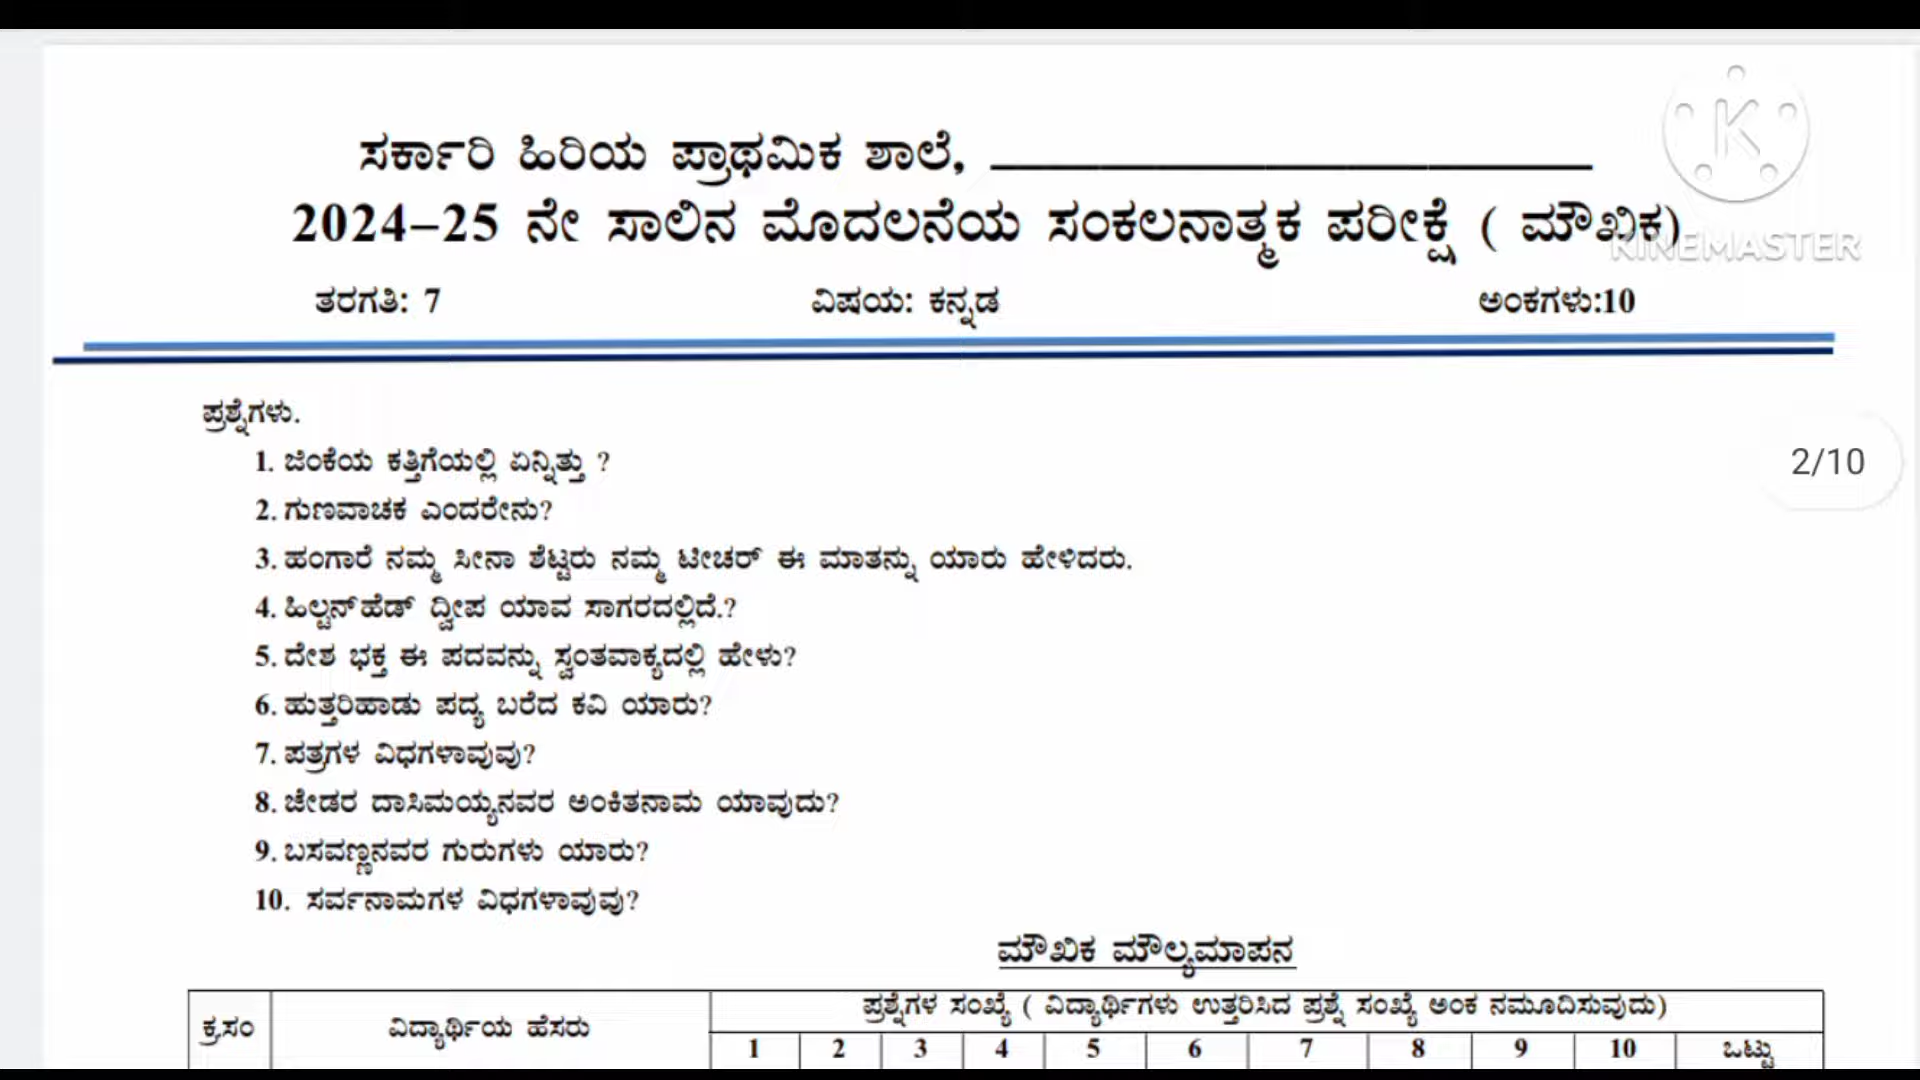 ಸರ್ಕಾರಿ ಹಿರಿಯ ಪ್ರಾಥಮಿಕ ಶಾಲೆ, ____________________
2024–25 ನೇ ಸಾಲಿನ ಮೊದಲನೆಯ ಸಂಕಲನಾತ್ಮಕ ಪರೀಕ್ಷೆ ( ಮೌಖಿಕ)
KINEMASTER
ತರಗತಿ: 7 ವಿಷಯ: ಕನ್ನಡ ಅಂಕಗಳು:10
ಪ್ರಶ್ನೆಗಳು.
1. ಜಿಂಕೆಯ ಕತ್ತಿಗೆಯಲ್ಲಿ ಏನ್ನಿತ್ತು ?
2/10
2. ಗುಣವಾಚಕ ಎಂದರೇನು?
3. ಹಂಗಾರೆ ನಮ್ಮ ಸೀನಾ ಶೆಟ್ಟರು ನಮ್ಮ ಟೀಚರ್ ಈ ಮಾತನ್ನು ಯಾರು ಹೇಳಿದರು.
4. ಹಿಲ್ಟನ್‌ಹೆಡ್ ದ್ವೀಪ ಯಾವ ಸಾಗರದಲ್ಲಿದೆ.?
5. ದೇಶ ಭಕ್ತ ಈ ಪದವನ್ನು ಸ್ವಂತವಾಕ್ಯದಲ್ಲಿ ಹೇಳು?
6. ಹುತ್ತರಿಹಾಡು ಪದ್ಯ ಬರೆದ ಕವಿ ಯಾರು?
7. ಪತ್ರಗಳ ವಿಧಗಳಾವುವು?
8. ಜೇಡರ ದಾಸಿಮಯ್ಯನವರ ಅಂಕಿತನಾಮ ಯಾವುದು?
9. ಬಸವಣ್ಣನವರ ಗುರುಗಳು ಯಾರು?
10. ಸರ್ವನಾಮಗಳ ವಿಧಗಳಾವುವು?
ಮೌಖಿಕ ಮೌಲ್ಯಮಾಪನ
ಪ್ರಶ್ನೆಗಳ ಸಂಖ್ಯೆ ( ವಿದ್ಯಾರ್ಥಿಗಳು ಉತ್ತರಿಸಿದ ಪ್ರಶ್ನೆ ಸಂಖ್ಯೆ ಅಂಕ ನಮೂದಿಸುವುದು)
ಕ್ರ.ಸಂ ವಿದ್ಯಾರ್ಥಿಯ ಹೆಸರು
1 2 3 4 5 6 7 8 9 10 ಒಟ್ಟು